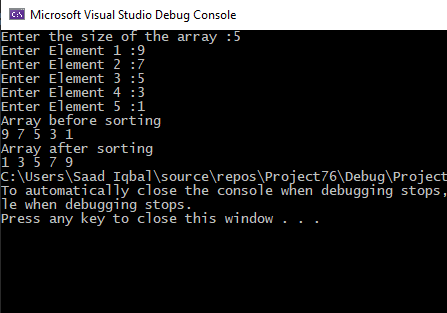 Microsoft Visual Studio Debug Console
Enter the size of the array :5
Enter Element 1 :9
Enter Element 2 :7
Enter Element 3 :5
Enter Element 4 :3
Enter Element 5 :1
Array before sorting
9 7 5 3 1
Array after sorting
1 3 5 7 9
C:\Users\Saad Iqbal\source\repos\Project76\Debug\Project
To automatically close the console when debugging stops,
le when debugging stops.
Press any key to close this window . . .